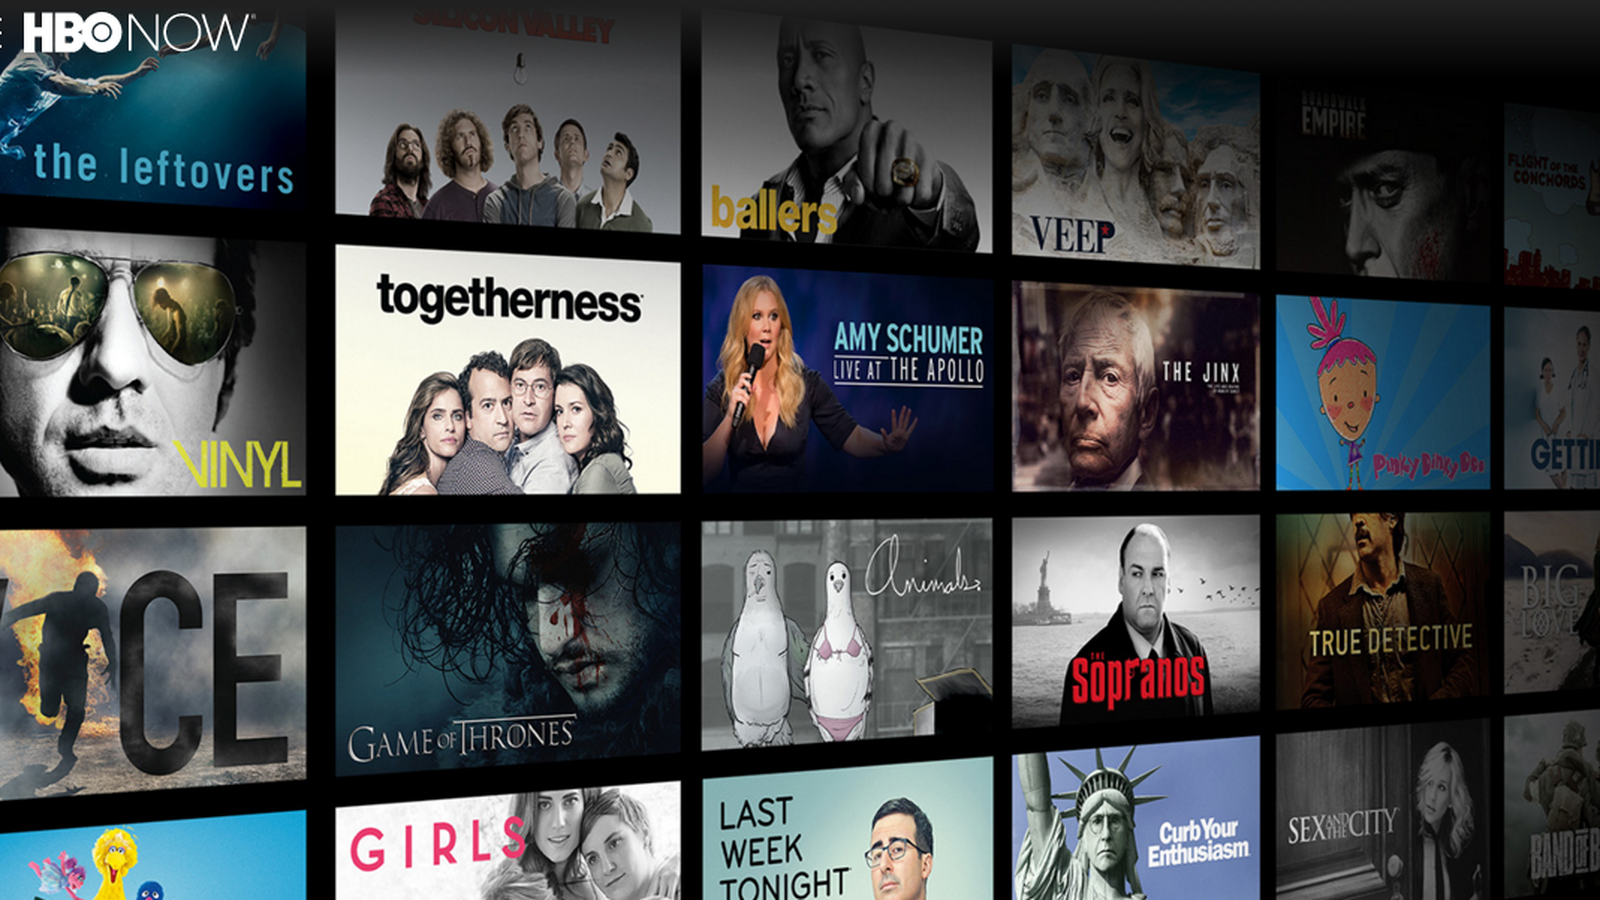 HBO NOW
the leftovers
SILICON VALLEY
ballers
VEEP
BOARDWALK
EMPIRE
FLIGHT OF THE
CONCHORDS
VINYL
togetherness
AMY SCHUMER
LIVE AT THE APOLLO
THE JINX
Pinky Dinky Doo
GETTI
CE
GAME OF THRONES
Animals.
THE
Sopranos
TRUE DETECTIVE
BIG
LOVE
GIRLS
LAST
WEEK
TONIGHT
Curb Your
Enthusiasm
SEX AND THE CITY
BAND OF B